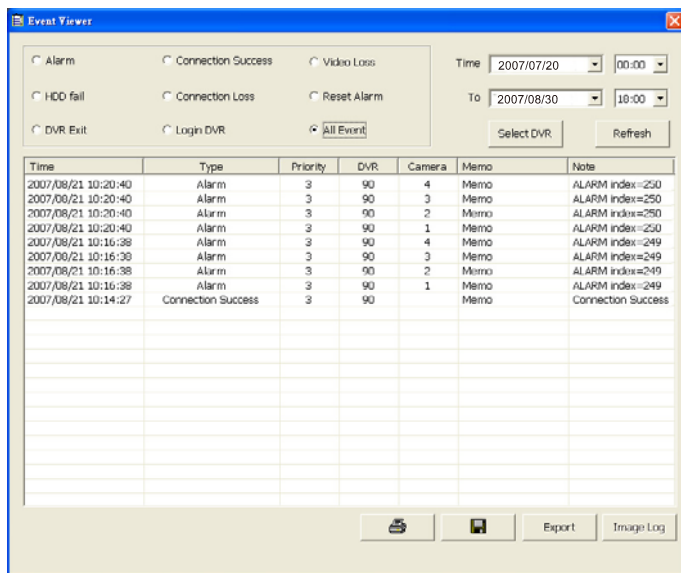 Event Viewer
Alarm Connection Success Video Loss
HDD fail Connection Loss Reset Alarm
DVR Exit Login DVR All Event
Time 2007/07/20 00:00
To 2007/08/30 18:00
Select DVR Refresh
Time Type Priority DVR Camera Memo Note
2007/08/21 10:20:40 Alarm 3 90 4 Memo ALARM index=250
2007/08/21 10:20:40 Alarm 3 90 3 Memo ALARM index=250
2007/08/21 10:20:40 Alarm 3 90 2 Memo ALARM index=250
2007/08/21 10:20:40 Alarm 3 90 1 Memo ALARM index=250
2007/08/21 10:16:38 Alarm 3 90 4 Memo ALARM index=249
2007/08/21 10:16:38 Alarm 3 90 3 Memo ALARM index=249
2007/08/21 10:16:38 Alarm 3 90 2 Memo ALARM index=249
2007/08/21 10:16:38 Alarm 3 90 1 Memo ALARM index=249
2007/08/21 10:14:27 Connection Success 3 90 Memo Connection Success
Export Image Log